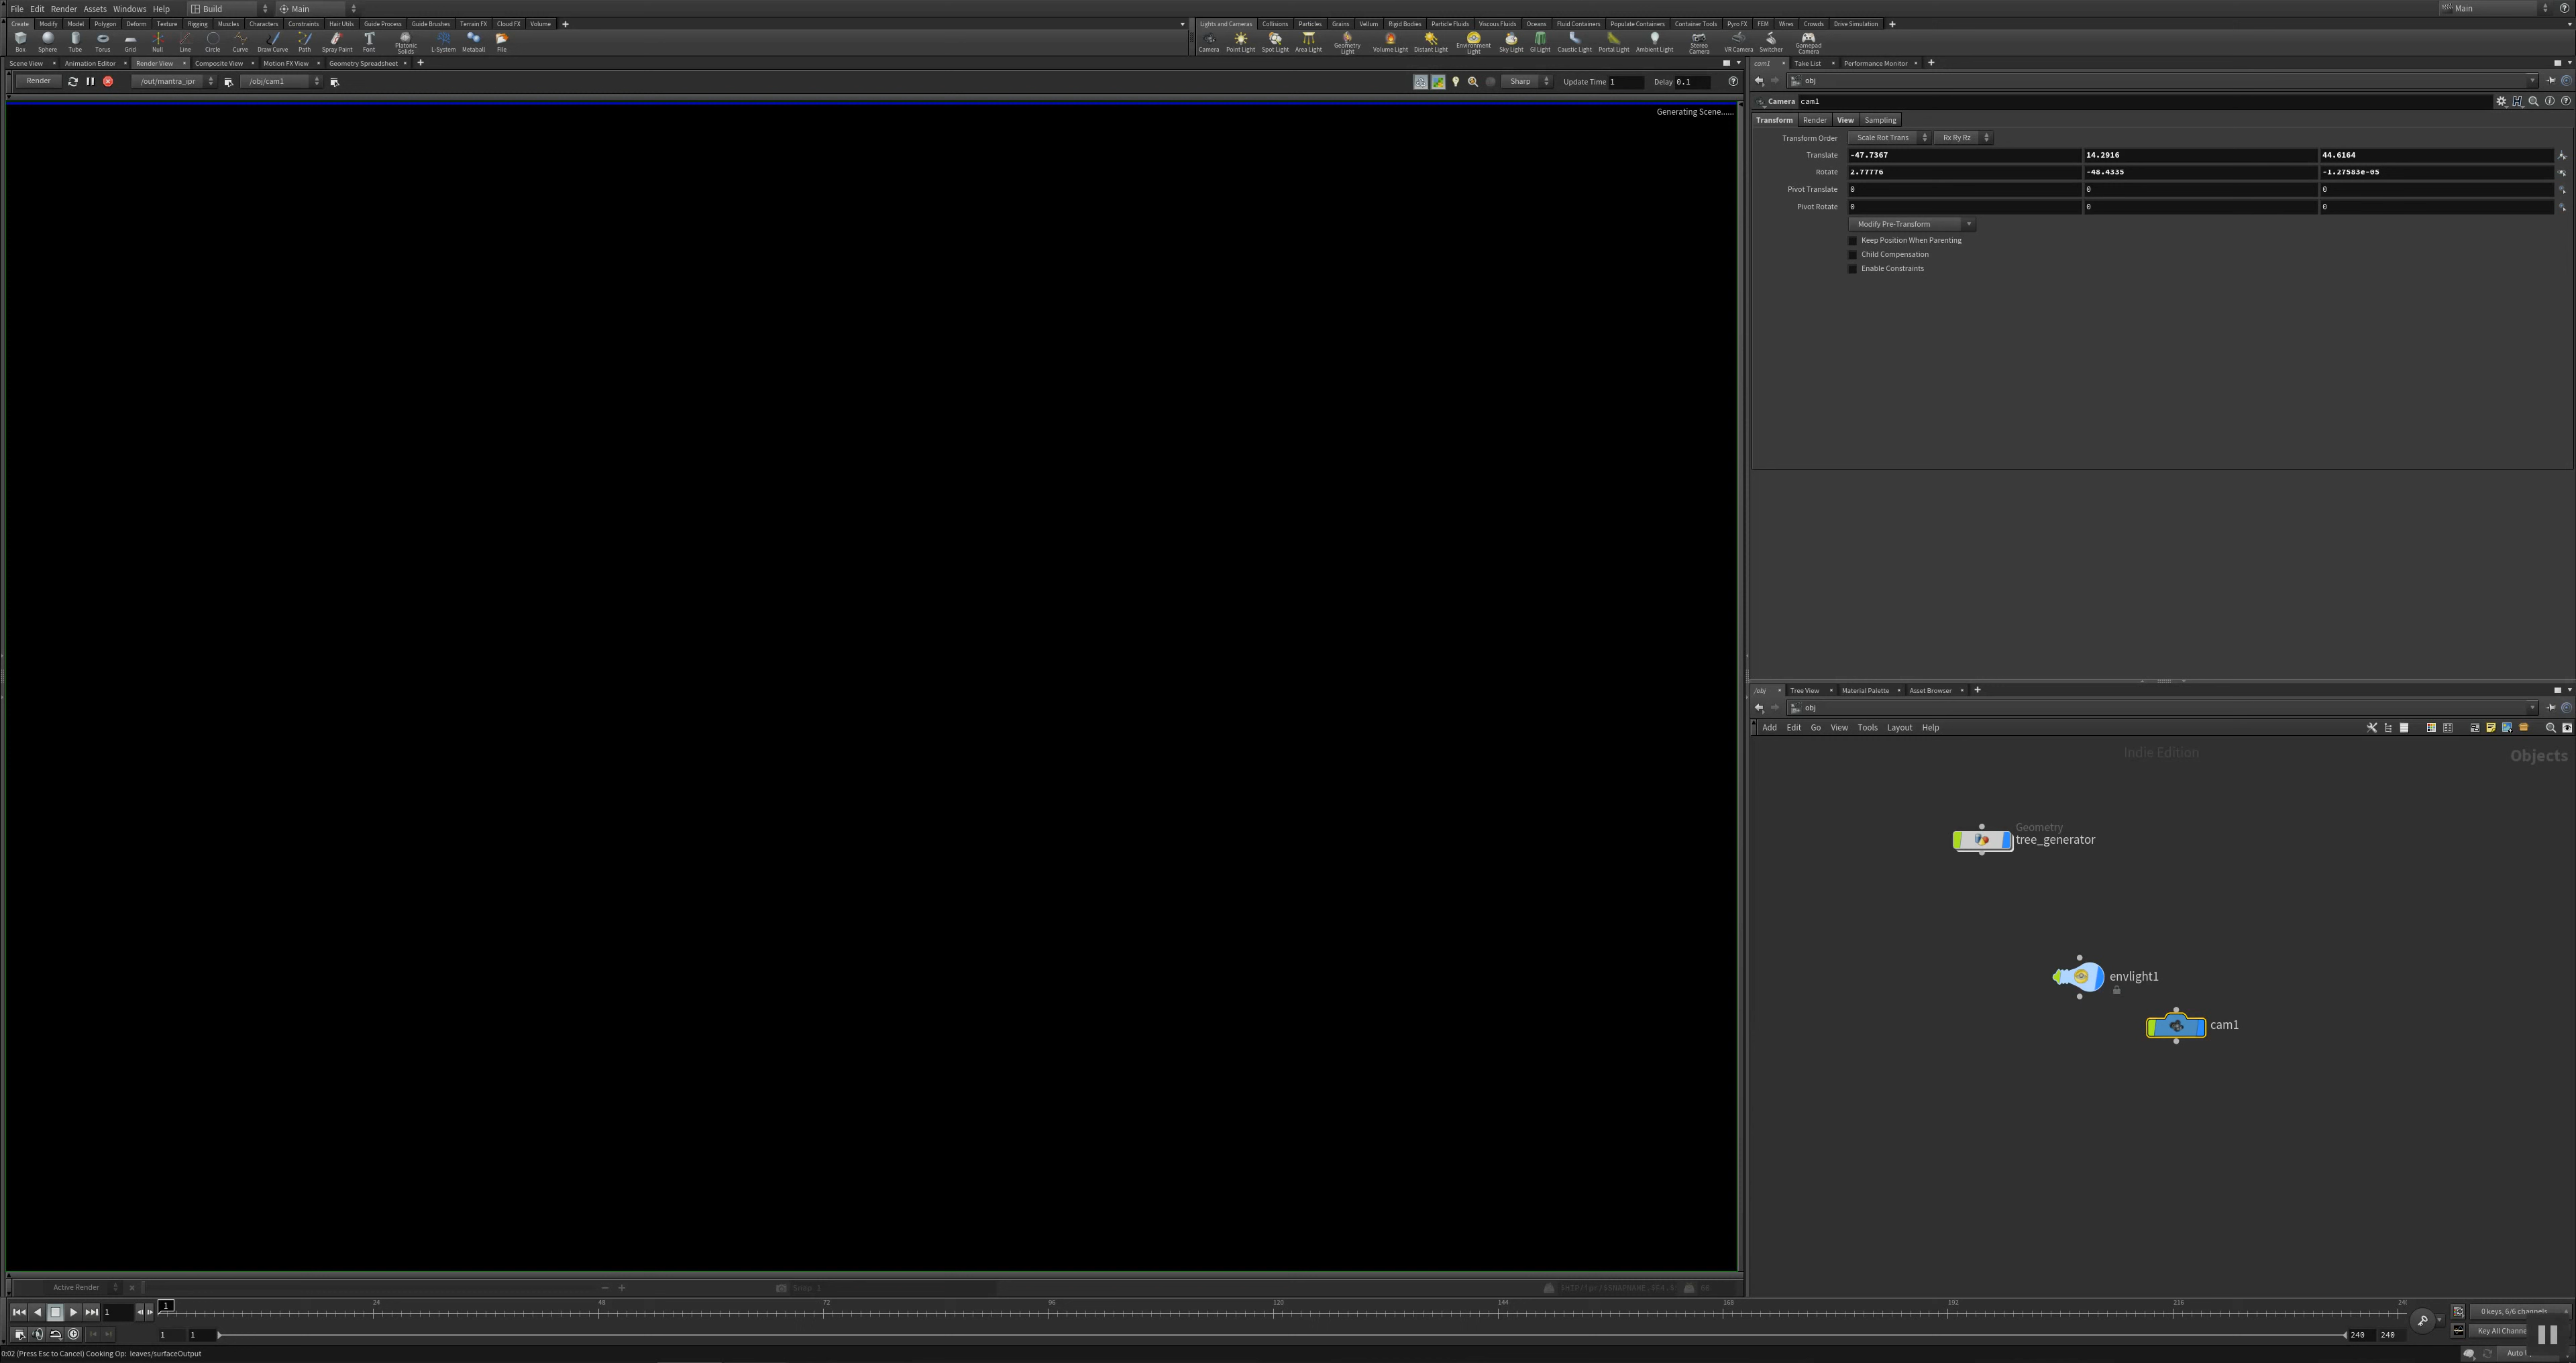 File Edit Render Assets Windows Help Build Main Main
Create Modify Model Polygon Deform Texture Rigging Muscles Characters Constraints Hair Utils Guide Process Guide Brushes Terrain FX Cloud FX Volume
Lights and Cameras Collisions Particles Grains Vellum Rigid Bodies Particle Fluids Viscous Fluids Oceans Fluid Containers Populate Containers Container Tools Pyro FX FEM Wires Crowds Drive Simulation
Box Sphere Tube Torus Grid Null Line Circle Curve Draw Curve Path Spray Paint Font Platonic Solids L-System Metaball File
Camera Point Light Spot Light Area Light Geometry Light Volume Light Distant Light Environment Light Sky Light GI Light Caustic Light Portal Light Ambient Light Stereo Camera VR Camera Switcher Gamepad Camera
Scene View Animation Editor Render View Composite View Motion FX View Geometry Spreadsheet
Render /out/mantra_ipr /obj/cam1 Sharp Update Time 1 Delay 0.1
Generating Scene......
cam1 Take List Performance Monitor
obj
Camera cam1
Transform Render View Sampling
Transform Order Scale Rot Trans Rx Ry Rz
Translate -47.7367 14.2916 44.6164
Rotate 2.77776 -48.4335 -1.27583e-05
Pivot Translate 0 0 0
Pivot Rotate 0 0 0
Modify Pre-Transform
Keep Position When Parenting
Child Compensation
Enable Constraints
/obj Tree View Material Palette Asset Browser
obj
Add Edit Go View Tools Layout Help
Indie Edition
Objects
Geometry
tree_generator
envlight1
cam1
Active Render Snap 1
1 1 24 48 72 96 120 144 168 192 216 24
1 1 240 240
0 keys, 6/6 channels
Key All Channe
Auto U
0:02 (Press Esc to Cancel) Cooking Op: leaves/surfaceOutput